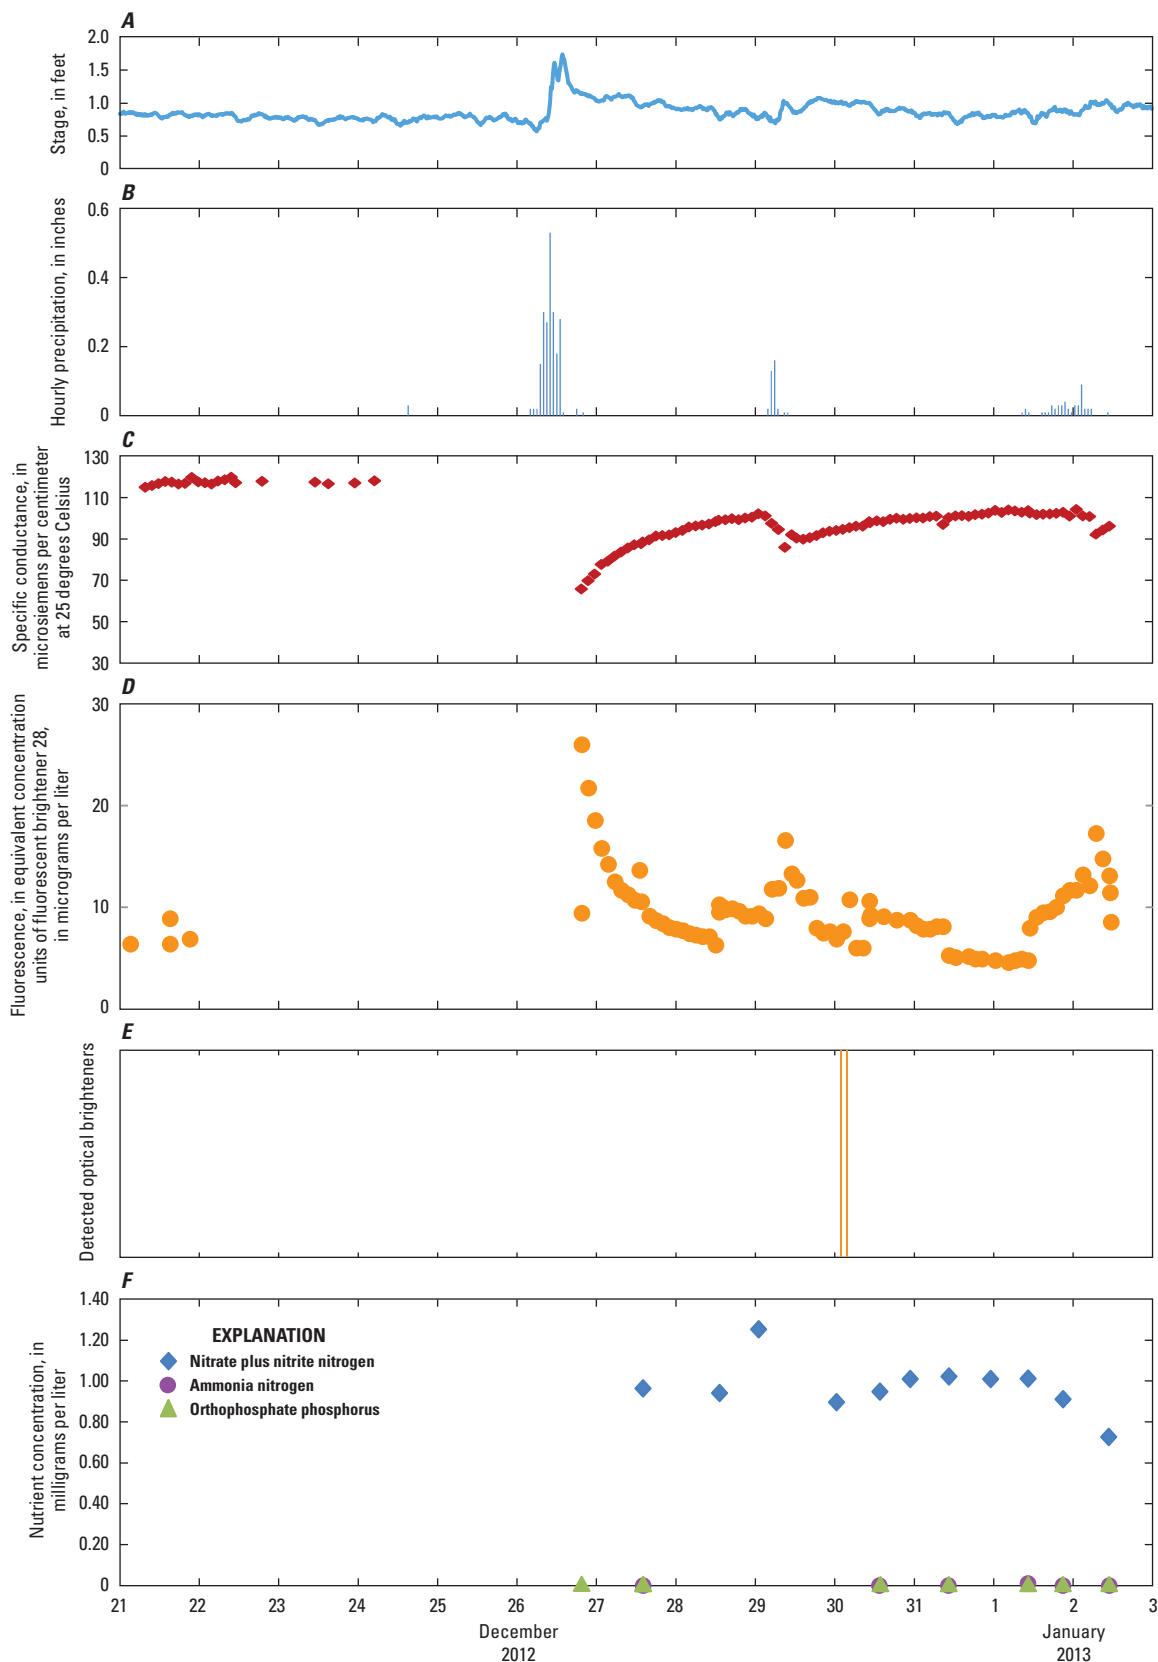 A
Stage, in feet
2.0
1.5
1.0
0.5
0
B
Hourly precipitation, in inches
0.6
0.4
0.2
0
C
Specific conductance, in
microsiemens per centimeter
at 25 degrees Celsius
130
110
90
70
50
30
D
Fluorescence, in equivalent concentration
units of fluorescent brightener 28,
in micrograms per liter
30
20
10
0
E
Detected optical brighteners
F
Nutrient concentration, in
milligrams per liter
1.40
1.20
1.00
0.80
0.60
0.40
0.20
0
EXPLANATION
Nitrate plus nitrite nitrogen
Ammonia nitrogen
Orthophosphate phosphorus
21 22 23 24 25 26 27 28 29 30 31 1 2 3
December January
2012 2013